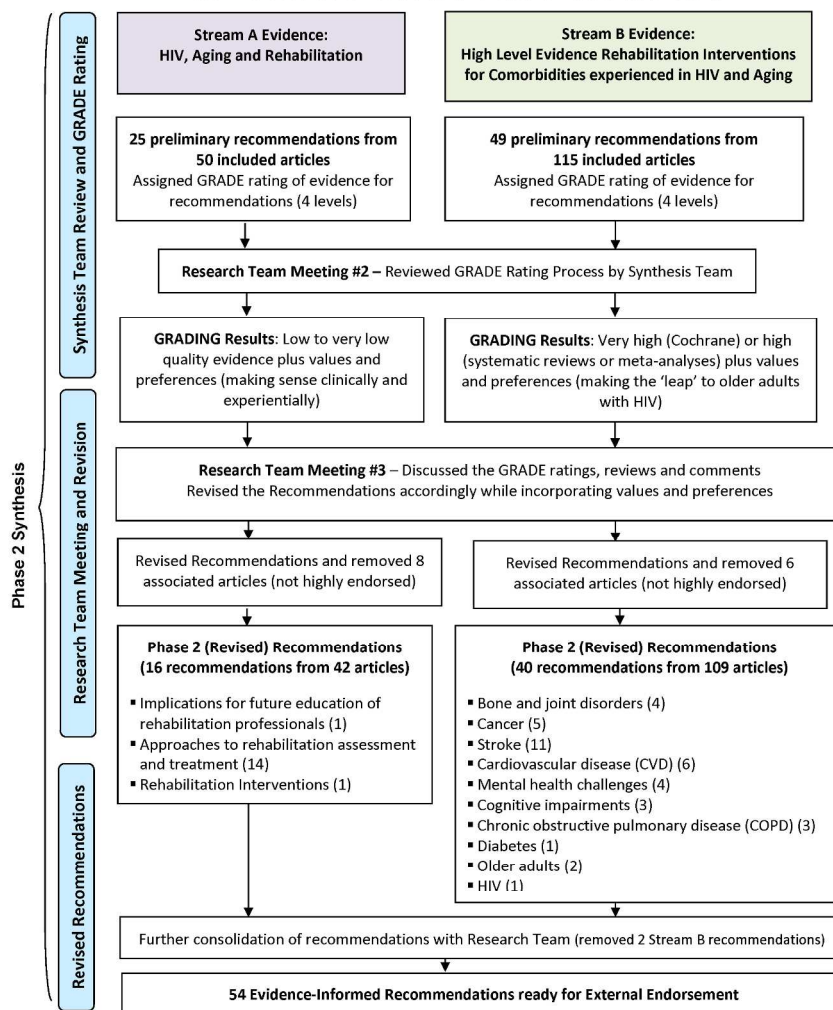 Phase 2 Synthesis
Synthesis Team Review and GRADE Rating
Research Team Meeting and Revision
Revised Recommendations
Stream A Evidence:
HIV, Aging and Rehabilitation
Stream B Evidence:
High Level Evidence Rehabilitation Interventions
for Comorbidities experienced in HIV and Aging
25 preliminary recommendations from
50 included articles
Assigned GRADE rating of evidence for
recommendations (4 levels)
49 preliminary recommendations from
115 included articles
Assigned GRADE rating of evidence for
recommendations (4 levels)
Research Team Meeting #2 – Reviewed GRADE Rating Process by Synthesis Team
GRADING Results: Low to very low
quality evidence plus values and
preferences (making sense clinically and
experientially)
GRADING Results: Very high (Cochrane) or high
(systematic reviews or meta-analyses) plus values
and preferences (making the ‘leap’ to older adults
with HIV)
Research Team Meeting #3 – Discussed the GRADE ratings, reviews and comments
Revised the Recommendations accordingly while incorporating values and preferences
Revised Recommendations and removed 8
associated articles (not highly endorsed)
Revised Recommendations and removed 6
associated articles (not highly endorsed)
Phase 2 (Revised) Recommendations
(16 recommendations from 42 articles)
▪ Implications for future education of
rehabilitation professionals (1)
▪ Approaches to rehabilitation assessment
and treatment (14)
▪ Rehabilitation Interventions (1)
Phase 2 (Revised) Recommendations
(40 recommendations from 109 articles)
▪ Bone and joint disorders (4)
▪ Cancer (5)
▪ Stroke (11)
▪ Cardiovascular disease (CVD) (6)
▪ Mental health challenges (4)
▪ Cognitive impairments (3)
▪ Chronic obstructive pulmonary disease (COPD) (3)
▪ Diabetes (1)
▪ Older adults (2)
▪ HIV (1)
Further consolidation of recommendations with Research Team (removed 2 Stream B recommendations)
54 Evidence-Informed Recommendations ready for External Endorsement